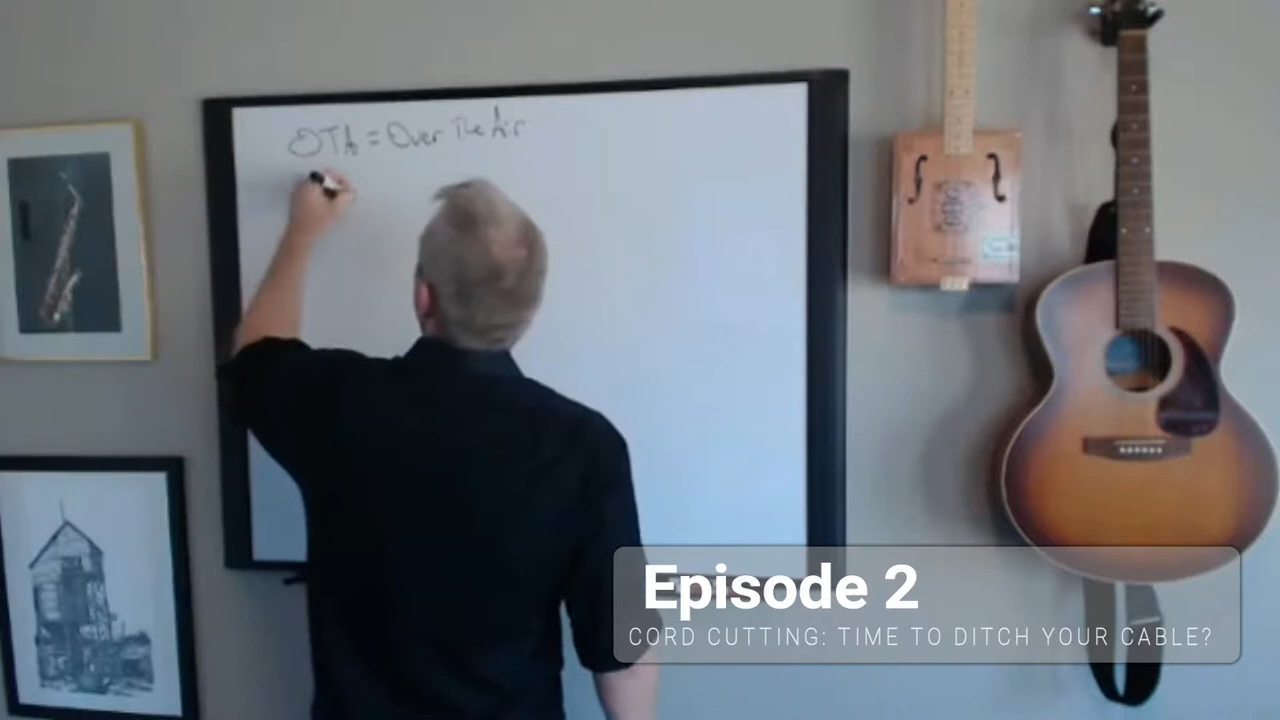 OTA = Over The Air
Episode 2
CORD CUTTING: TIME TO DITCH YOUR CABLE?